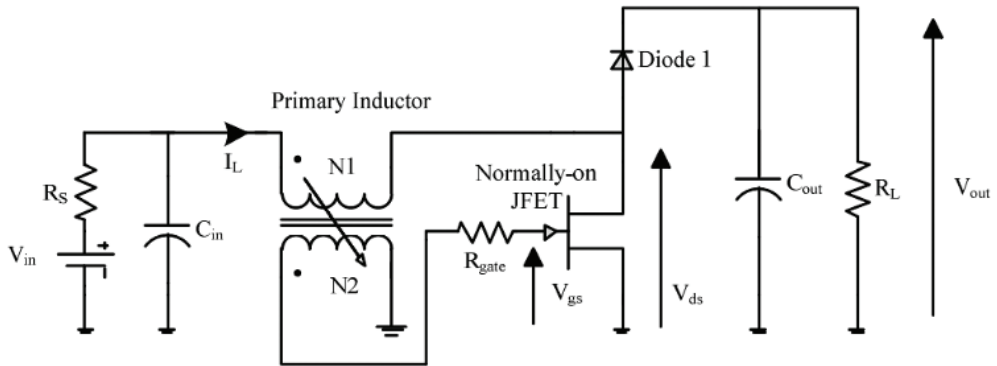 Diode 1
Primary Inductor
I_L
N1
Normally-on
JFET
R_S
C_in
C_out
R_L
V_out
V_in
+
N2
R_gate
V_gs
V_ds